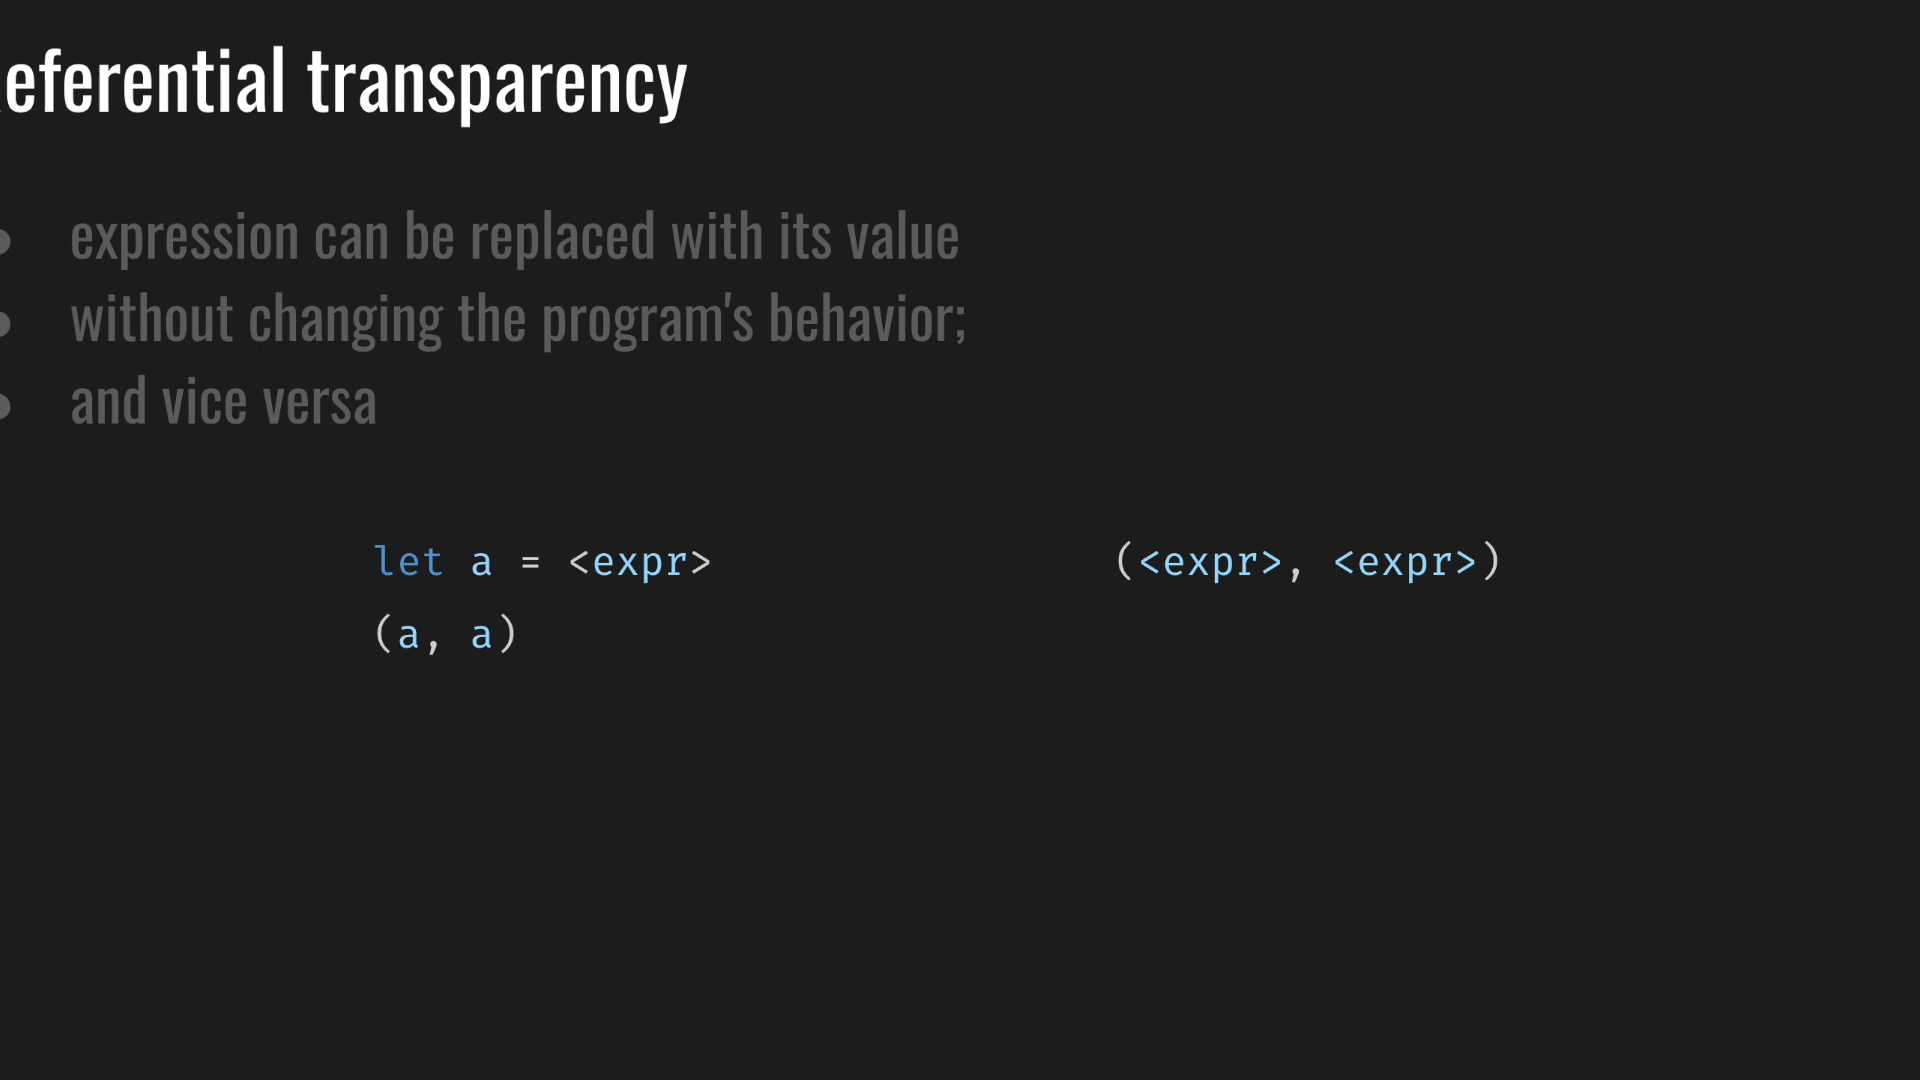 eferential transparency
• expression can be replaced with its value
• without changing the program's behavior;
• and vice versa
let a = <expr>
(a, a)
(<expr>, <expr>)